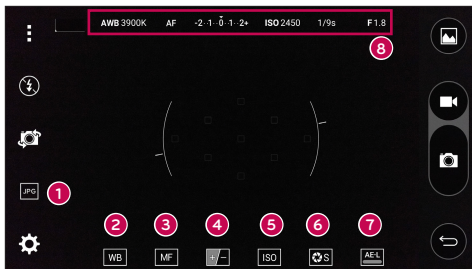 AWB 3900K AF -2··1··0··1··2+ ISO 2450 1/9s F 1.8
8
JPG 1
2 3 4 5 6 7
WB MF +/- ISO S AE-L